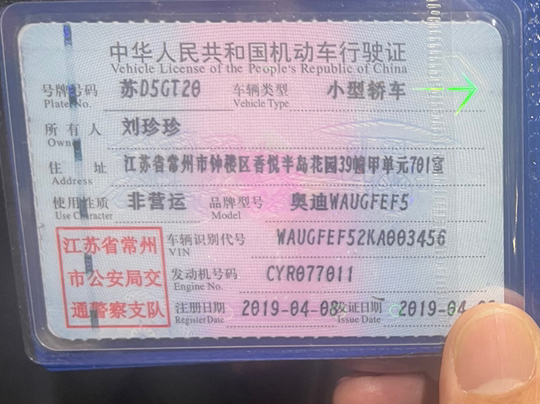 中华人民共和国机动车行驶证
Vehicle License of the People's Republic of China
号牌号码 苏D5GT20 车辆类型 小型轿车
Plate No. Vehicle Type
所有人 刘珍珍
Owner
住址 江苏省常州市钟楼区香悦半岛花园39幢甲单元701室
Address
使用性质 非营运 品牌型号 奥迪WAUGFEF5
Use Character Model
江苏省常州 车辆识别代号 WAUGFEF52KA003456
VIN
市公安局交 发动机号码 CYR077011
Engine No.
通警察支队 注册日期 2019-04-08 发证日期 2019-04
Register Date Issue Date